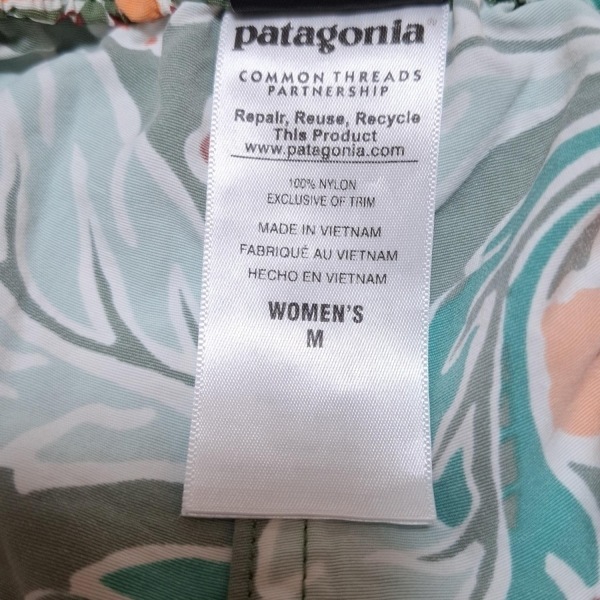 patagonia®
COMMON THREADS
PARTNERSHIP
Repair, Reuse, Recycle
This Product
www.patagonia.com
100% NYLON
EXCLUSIVE OF TRIM
MADE IN VIETNAM
FABRIQUÉ AU VIETNAM
HECHO EN VIETNAM
WOMEN'S
M